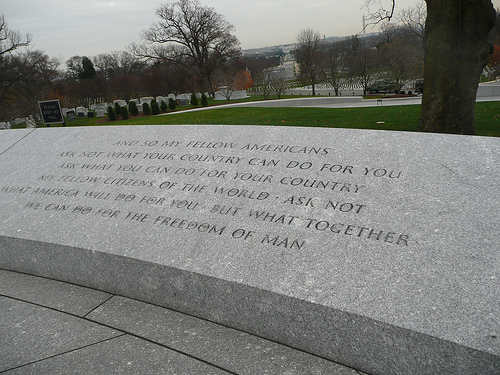 AND SO MY FELLOW AMERICANS
ASK NOT WHAT YOUR COUNTRY CAN DO FOR YOU
ASK WHAT YOU CAN DO FOR YOUR COUNTRY
MY FELLOW CITIZENS OF THE WORLD · ASK NOT
WHAT AMERICA WILL DO FOR YOU BUT WHAT TOGETHER
WE CAN DO FOR THE FREEDOM OF MAN